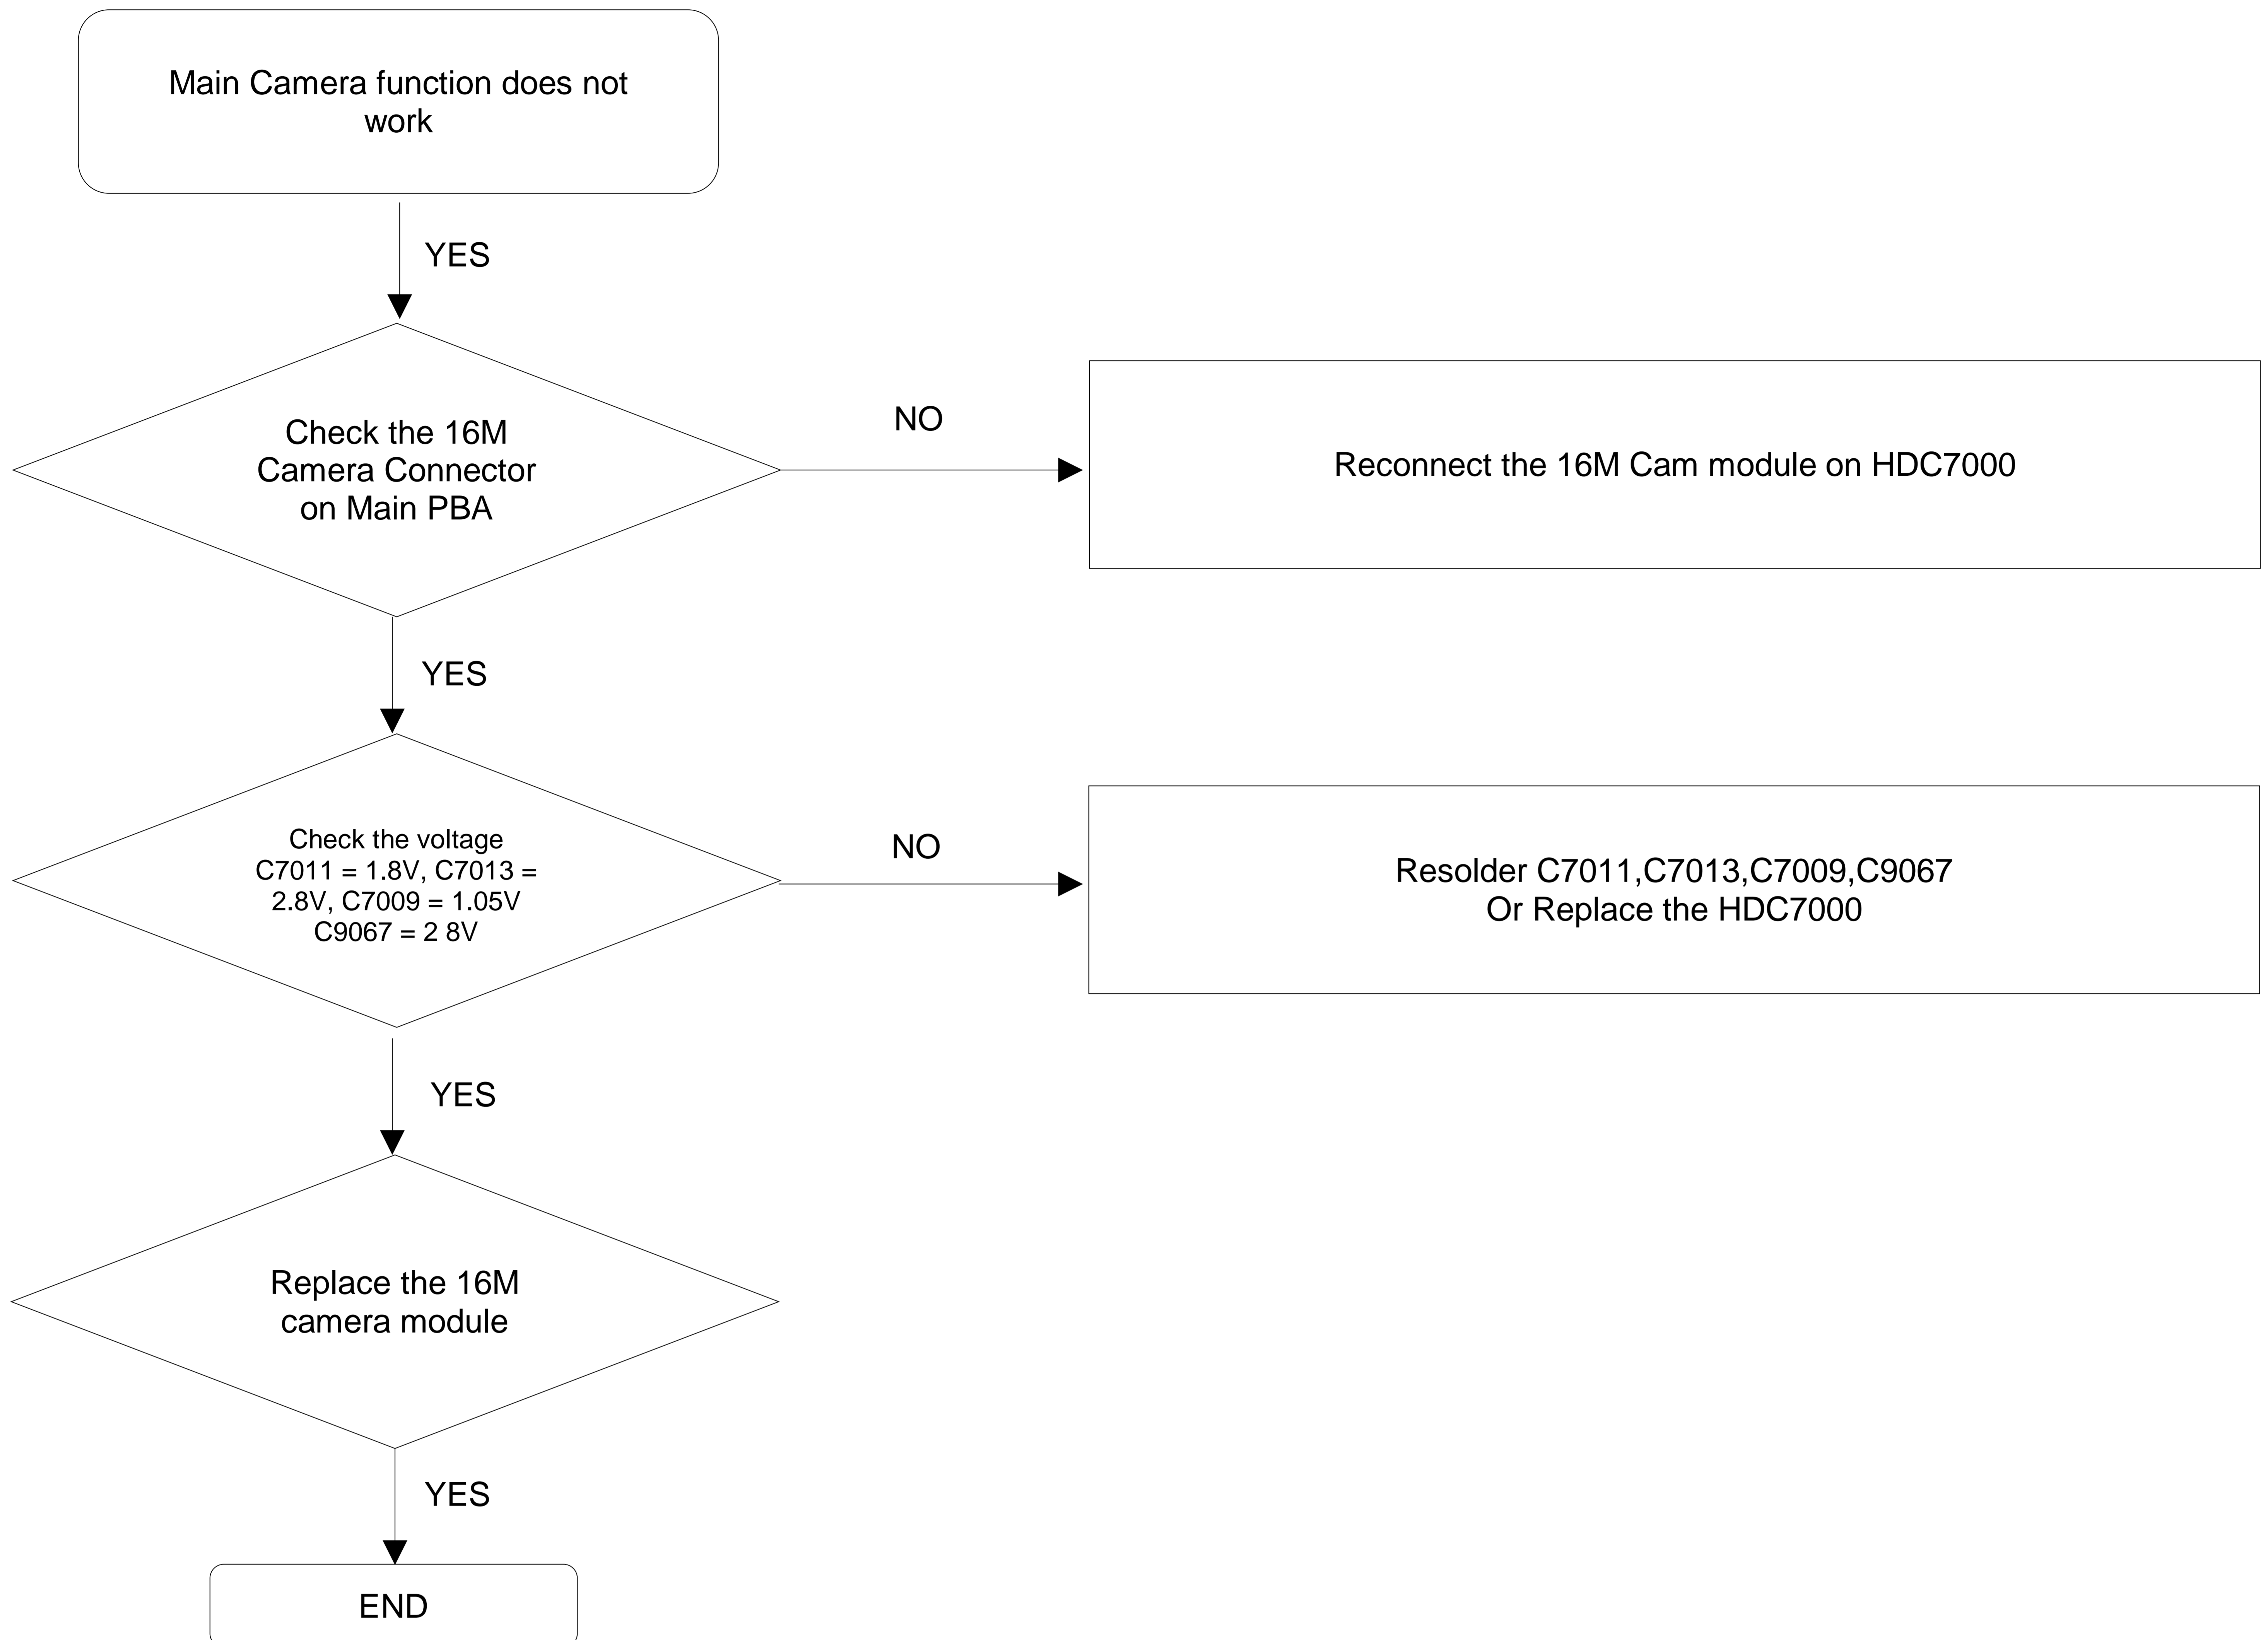 Main Camera function does not
work
YES
Check the 16M
Camera Connector
on Main PBA
NO
Reconnect the 16M Cam module on HDC7000
YES
Check the voltage
C7011 = 1.8V, C7013 =
2.8V, C7009 = 1.05V
C9067 = 2 8V
NO
Resolder C7011,C7013,C7009,C9067
Or Replace the HDC7000
YES
Replace the 16M
camera module
YES
END